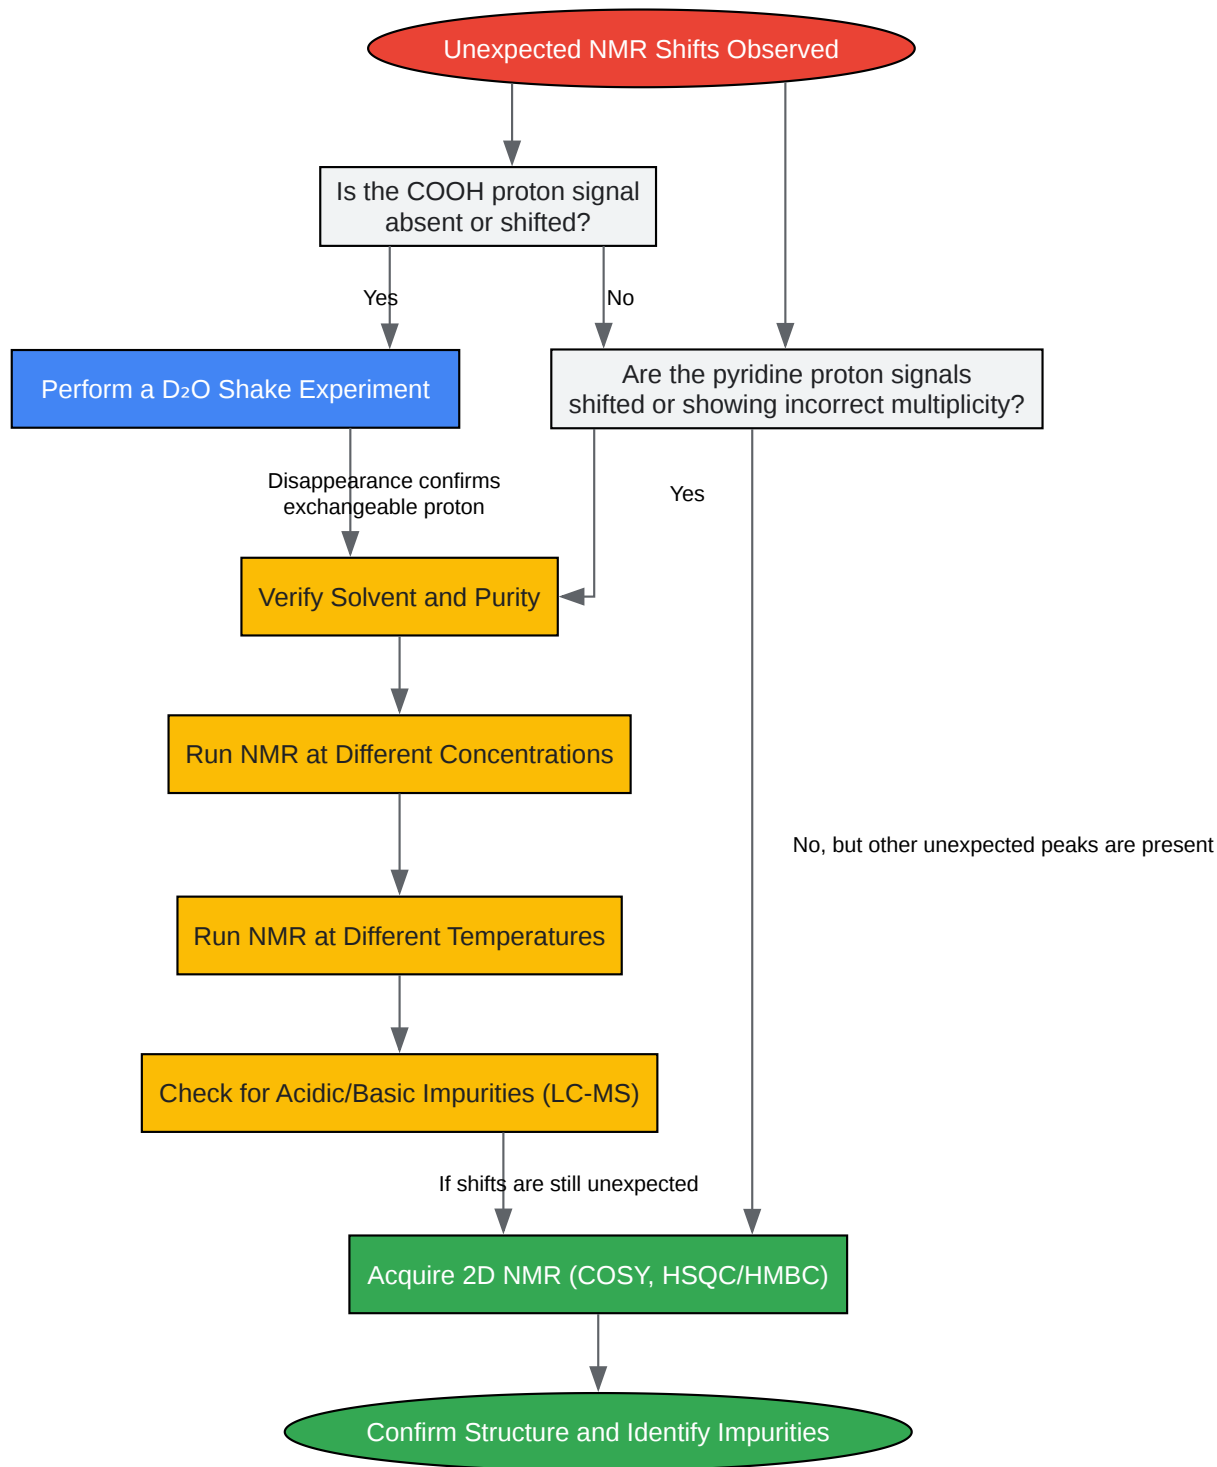 Unexpected NMR Shifts Observed
Is the COOH proton signal
absent or shifted?
Yes
No
Perform a D₂O Shake Experiment
Are the pyridine proton signals
shifted or showing incorrect multiplicity?
Disappearance confirms
exchangeable proton
Yes
Verify Solvent and Purity
Run NMR at Different Concentrations
No, but other unexpected peaks are present
Run NMR at Different Temperatures
Check for Acidic/Basic Impurities (LC-MS)
If shifts are still unexpected
Acquire 2D NMR (COSY, HSQC/HMBC)
Confirm Structure and Identify Impurities